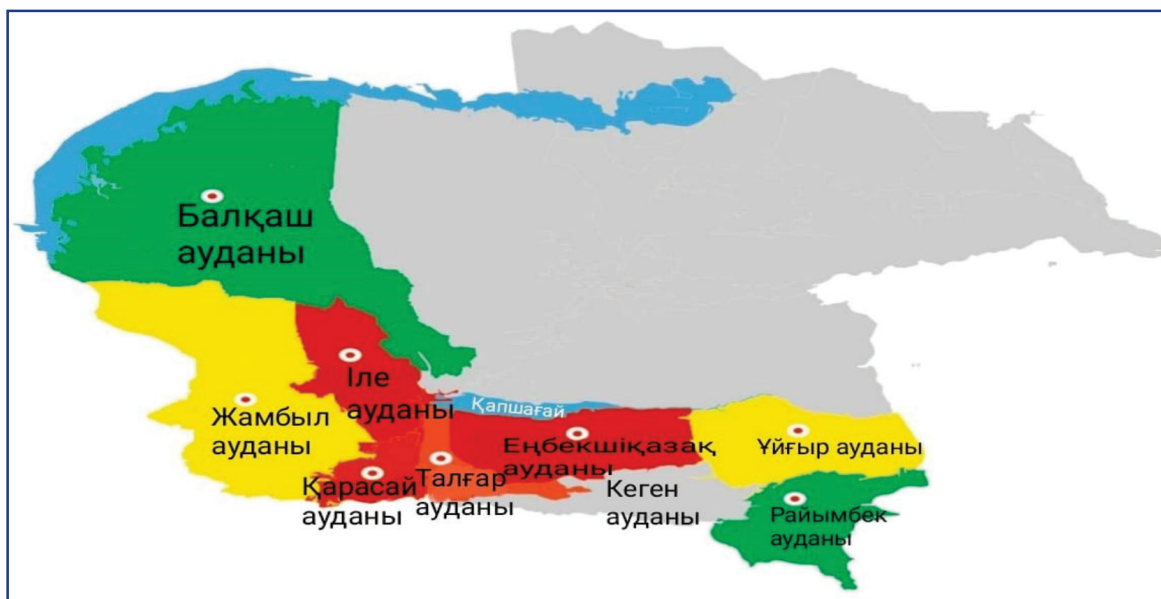 Балқаш
ауданы
Іле
ауданы
Қапшағай
Жамбыл
ауданы
Еңбекшіқазақ
ауданы
Ұйғыр ауданы
Қарасай
ауданы
Талғар
ауданы
Кеген
ауданы
Райымбек
ауданы